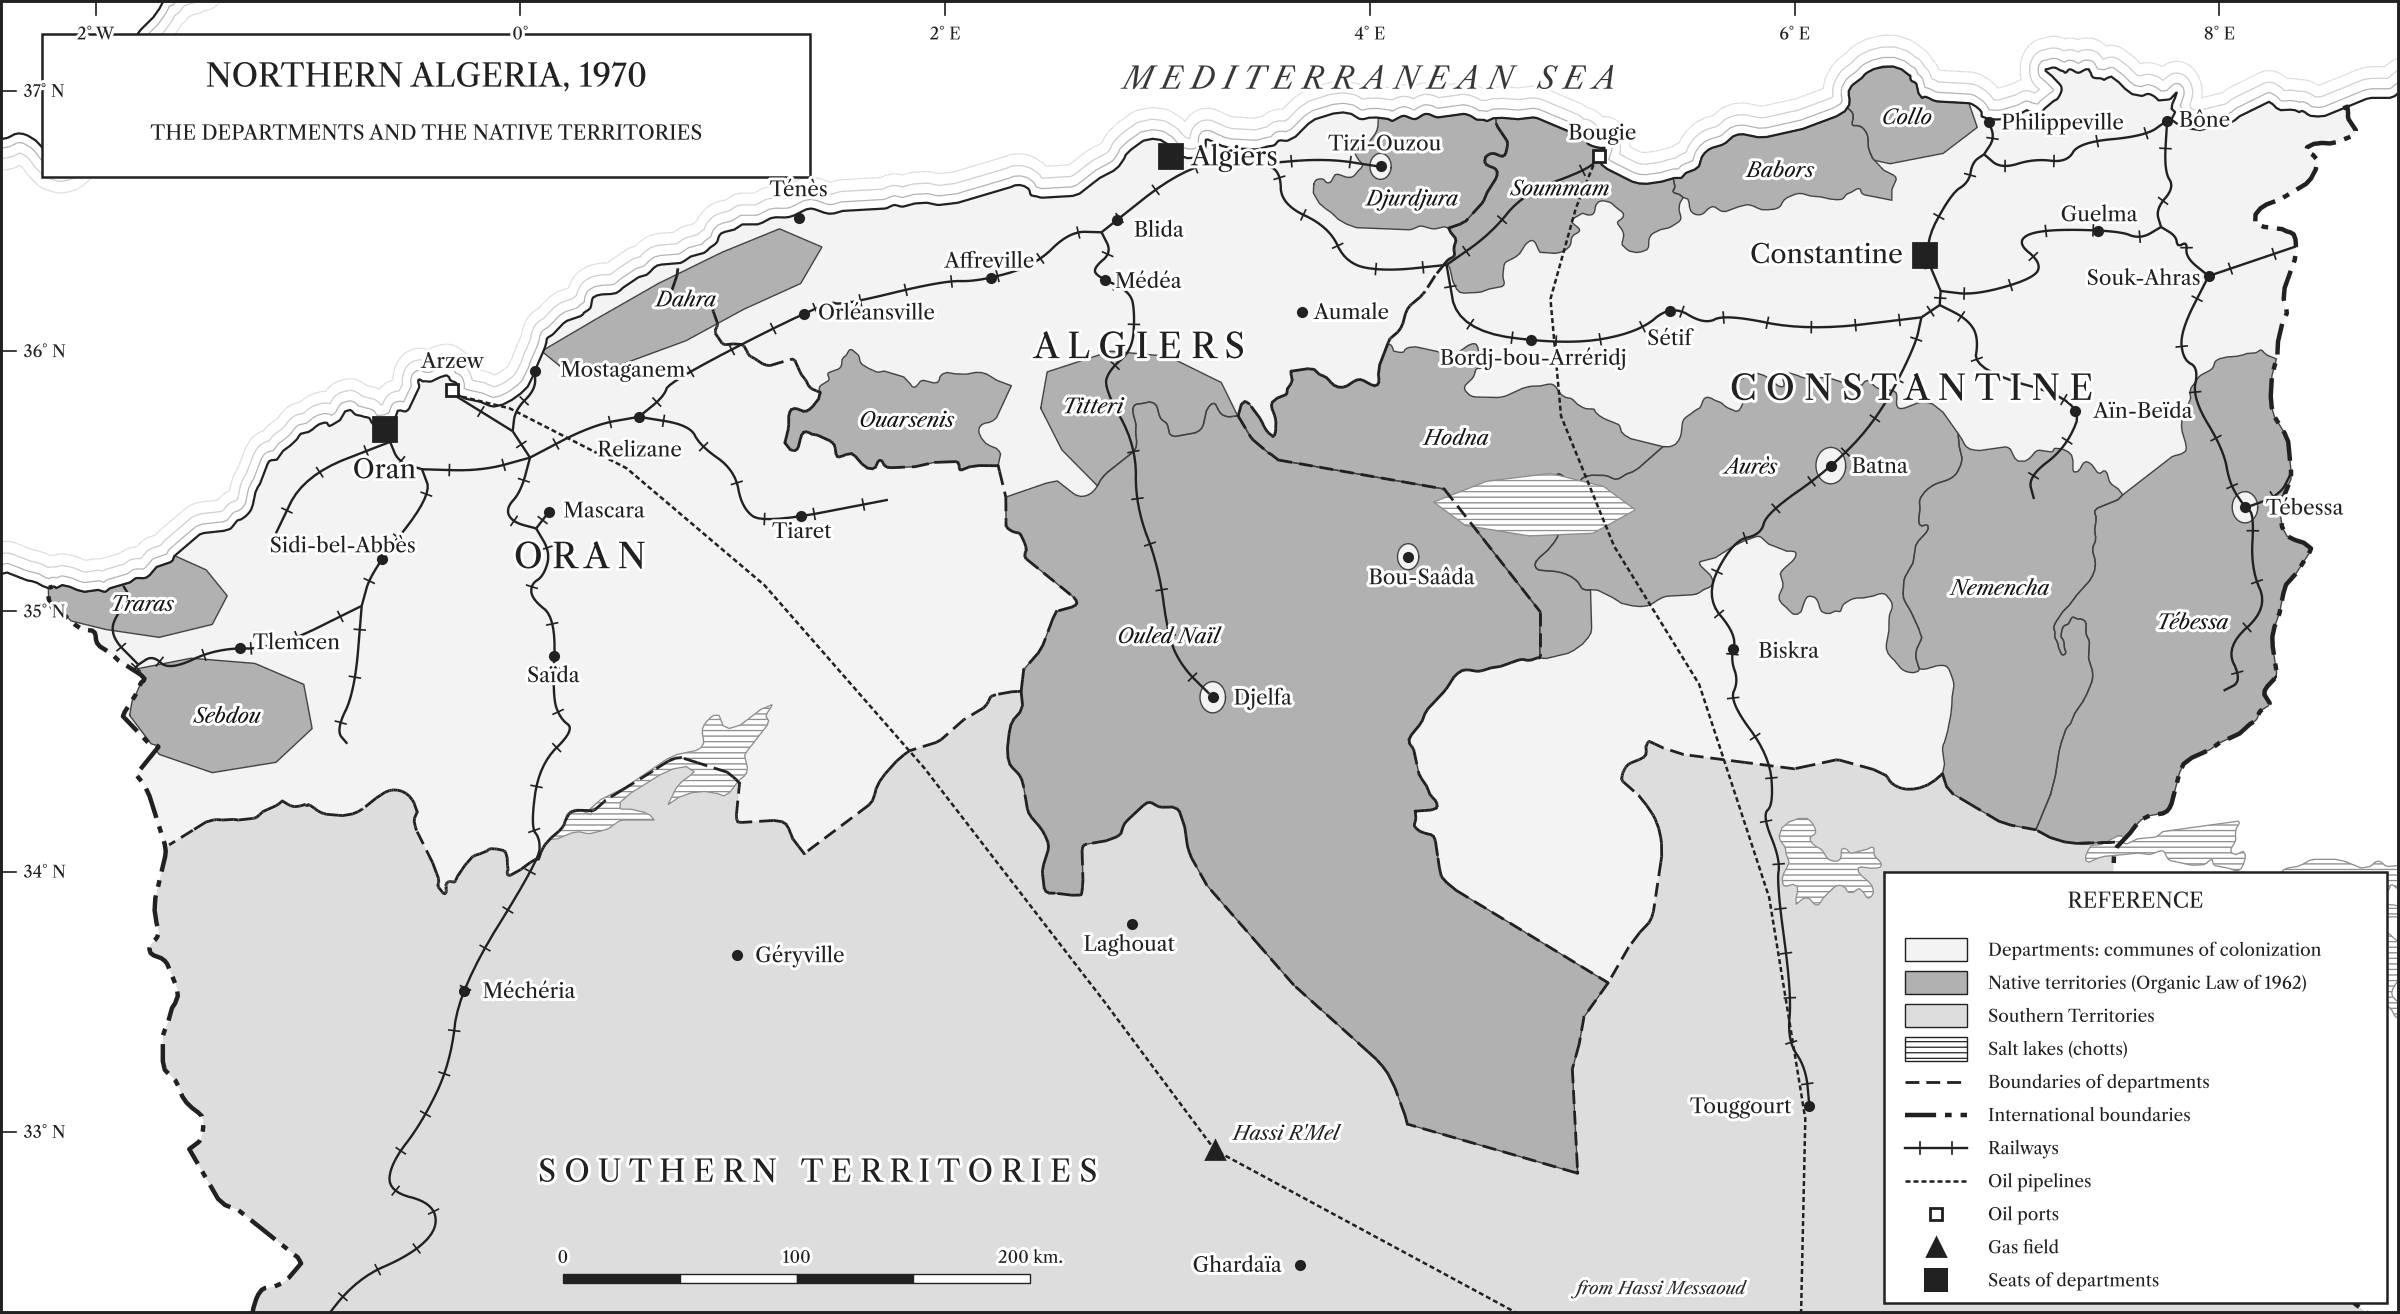 2° W
0°
2° E
4° E
6° E
8° E
NORTHERN ALGERIA, 1970
THE DEPARTMENTS AND THE NATIVE TERRITORIES
MEDITERRANEAN SEA
37° N
36° N
35° N
34° N
33° N
Collo
Philippeville
Bône
Bougie
Tizi-Ouzou
Algiers
Babors
Ténès
Djurdjura
Soummam
Guelma
Blida
Constantine
Affreville
Médéa
Souk-Ahras
Dahra
Orléansville
Aumale
Sétif
ALGIERS
Bordj-bou-Arréridj
Arzew
Mostaganem
CONSTANTINE
Titteri
Aïn-Beïda
Ouarsenis
Hodna
Relizane
Oran
Aurès
Batna
Mascara
Tébessa
Tiaret
Sidi-bel-Abbès
ORAN
Bou-Saâda
Nemencha
Traras
Tébessa
Ouled Naïl
Tlemcen
Biskra
Saïda
Djelfa
Sebdou
Laghouat
Géryville
Méchéria
Touggourt
Hassi R'Mel
SOUTHERN TERRITORIES
0
100
200 km.
Ghardaïa
from Hassi Messaoud
REFERENCE
Departments: communes of colonization
Native territories (Organic Law of 1962)
Southern Territories
Salt lakes (chotts)
Boundaries of departments
International boundaries
Railways
Oil pipelines
Oil ports
Gas field
Seats of departments